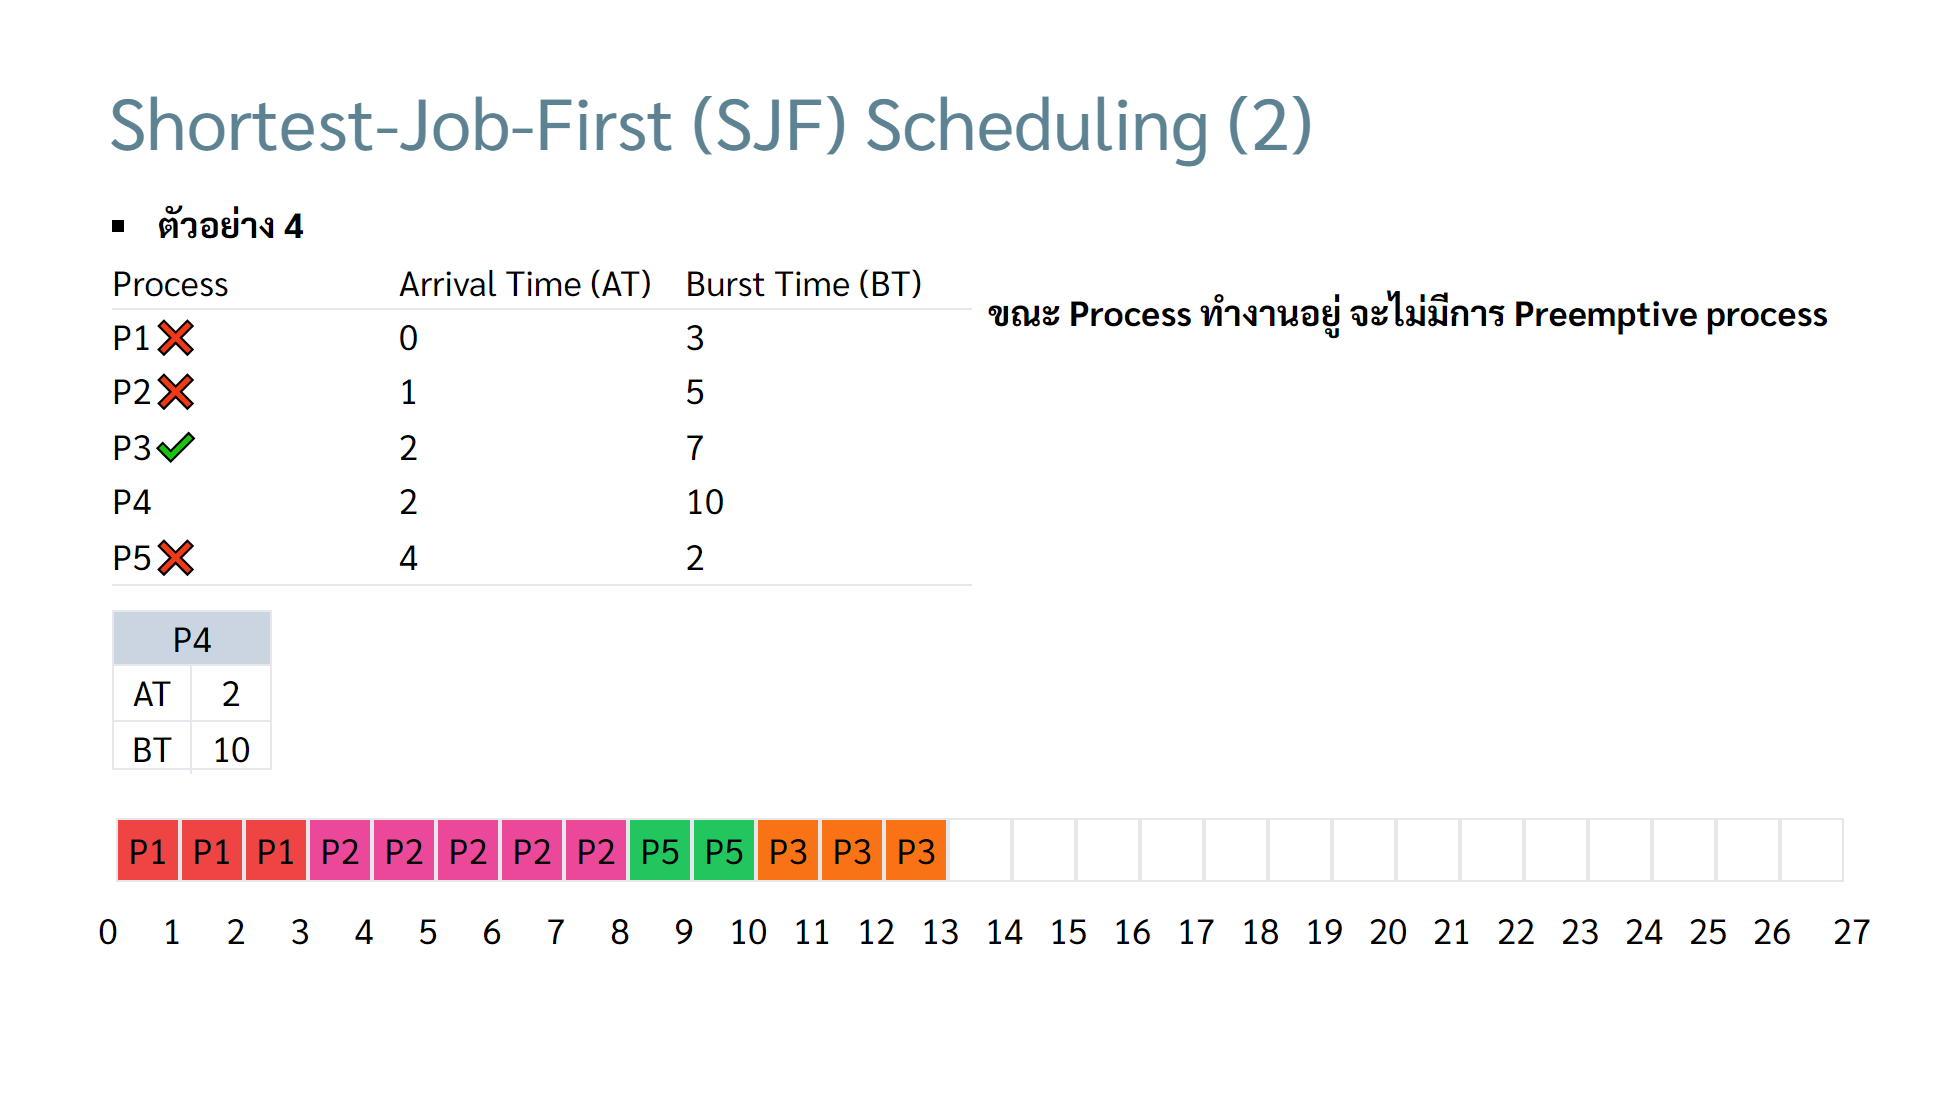 Shortest-Job-First (SJF) Scheduling (2)
ตัวอย่าง 4
Process Arrival Time (AT) Burst Time (BT)
ขณะ Process ทำงานอยู่ จะไม่มีการ Preemptive process
P1 0 3
P2 1 5
P3 2 7
P4 2 10
P5 4 2
P4
AT 2
BT 10
P1 P1 P1 P2 P2 P2 P2 P2 P5 P5 P3 P3 P3
0 1 2 3 4 5 6 7 8 9 10 11 12 13 14 15 16 17 18 19 20 21 22 23 24 25 26 27